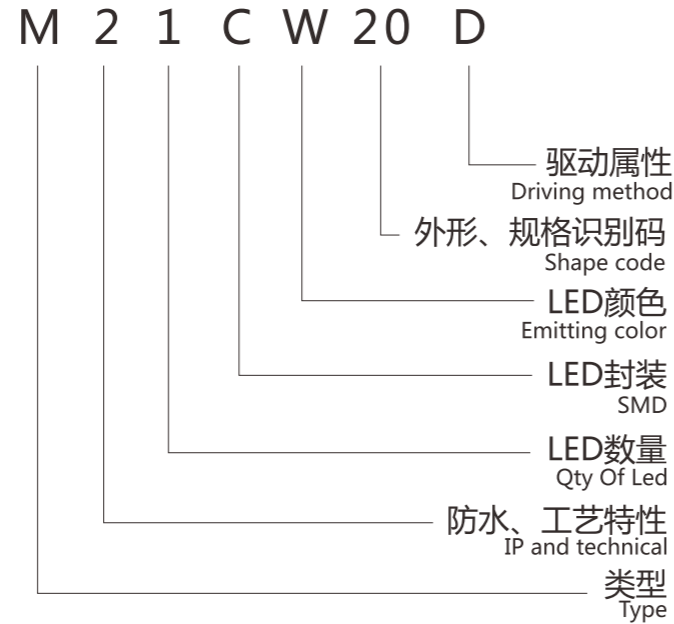 M 2 1 C W 20 D
驱动属性
Driving method
外形、规格识别码
Shape code
LED颜色
Emitting color
LED封装
SMD
LED数量
Qty Of Led
防水、工艺特性
IP and technical
类型
Type